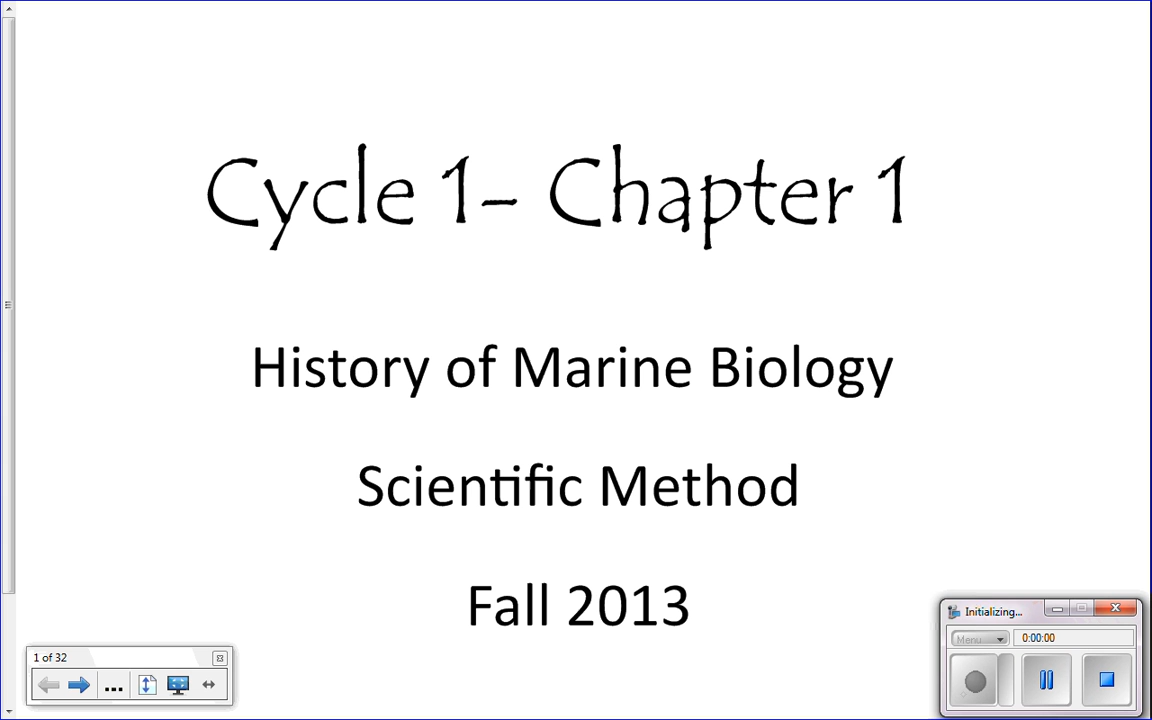 Cycle 1- Chapter 1
History of Marine Biology
Scientific Method
Fall 2013
1 of 32
...
Initializing...
Menu
0:00:00